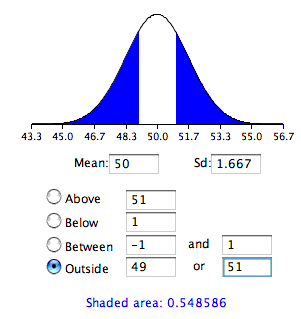 43.3 45.0 46.7 48.3 50.0 51.7 53.3 55.0 56.7
Mean: 50 Sd: 1.667
Above 51
Below 1
Between -1 and 1
Outside 49 or 51
Shaded area: 0.548586